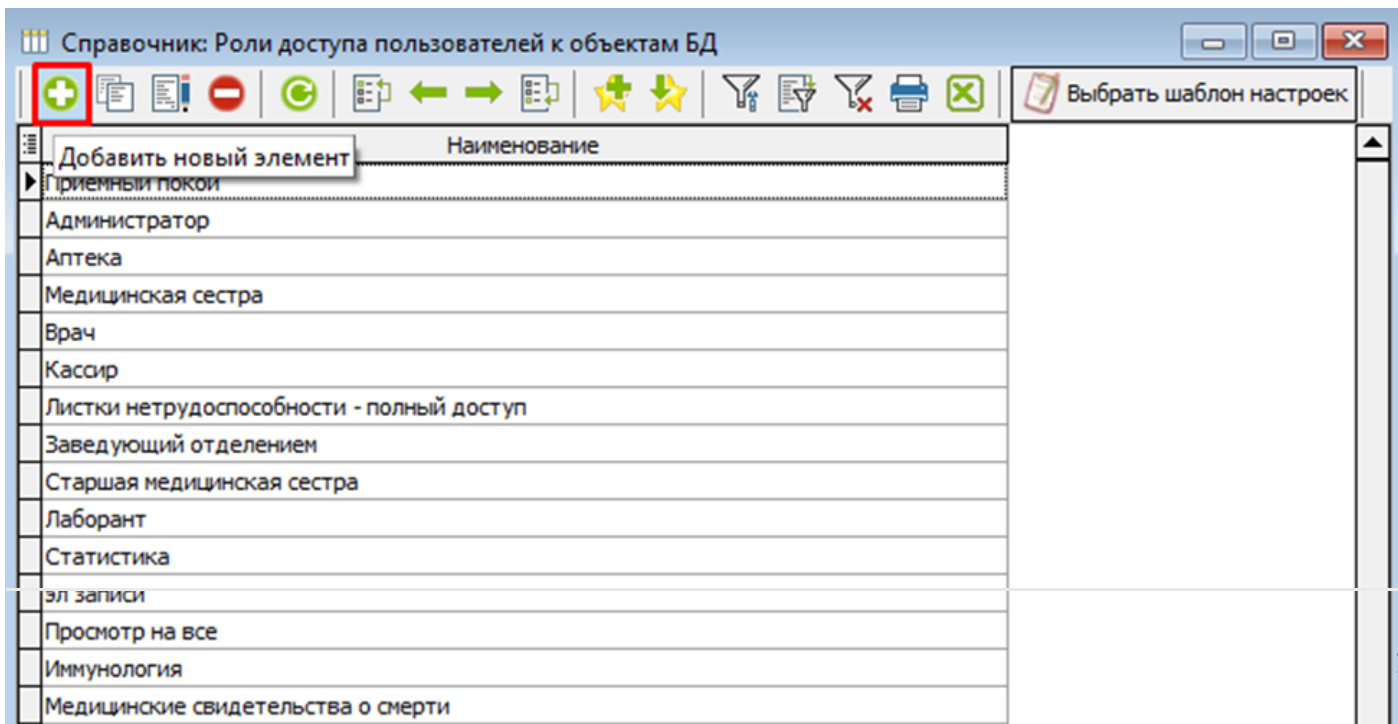 Справочник: Роли доступа пользователей к объектам БД
Выбрать шаблон настроек
Наименование
Добавить новый элемент
Приемный покой
Администратор
Аптека
Медицинская сестра
Врач
Кассир
Листки нетрудоспособности - полный доступ
Заведующий отделением
Старшая медицинская сестра
Лаборант
Статистика
эл записи
Просмотр на все
Иммунология
Медицинские свидетельства о смерти